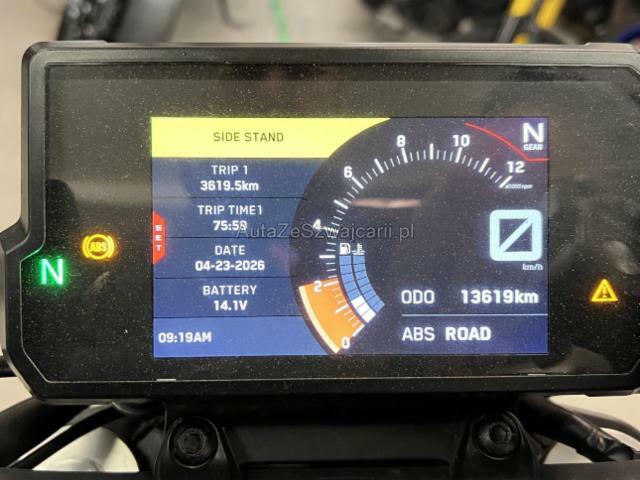 SIDE STAND
TRIP 1
3619.5km
TRIP TIME1
75:59
DATE
04-23-2026
BATTERY
14.1V
09:19AM
SET
0
2
4
6
8
10
12
x1000rpm
N
GEAR
0
km/h
ODO 13619km
ABS ROAD
ABS
N
AutaZeSzwajcarii.pl